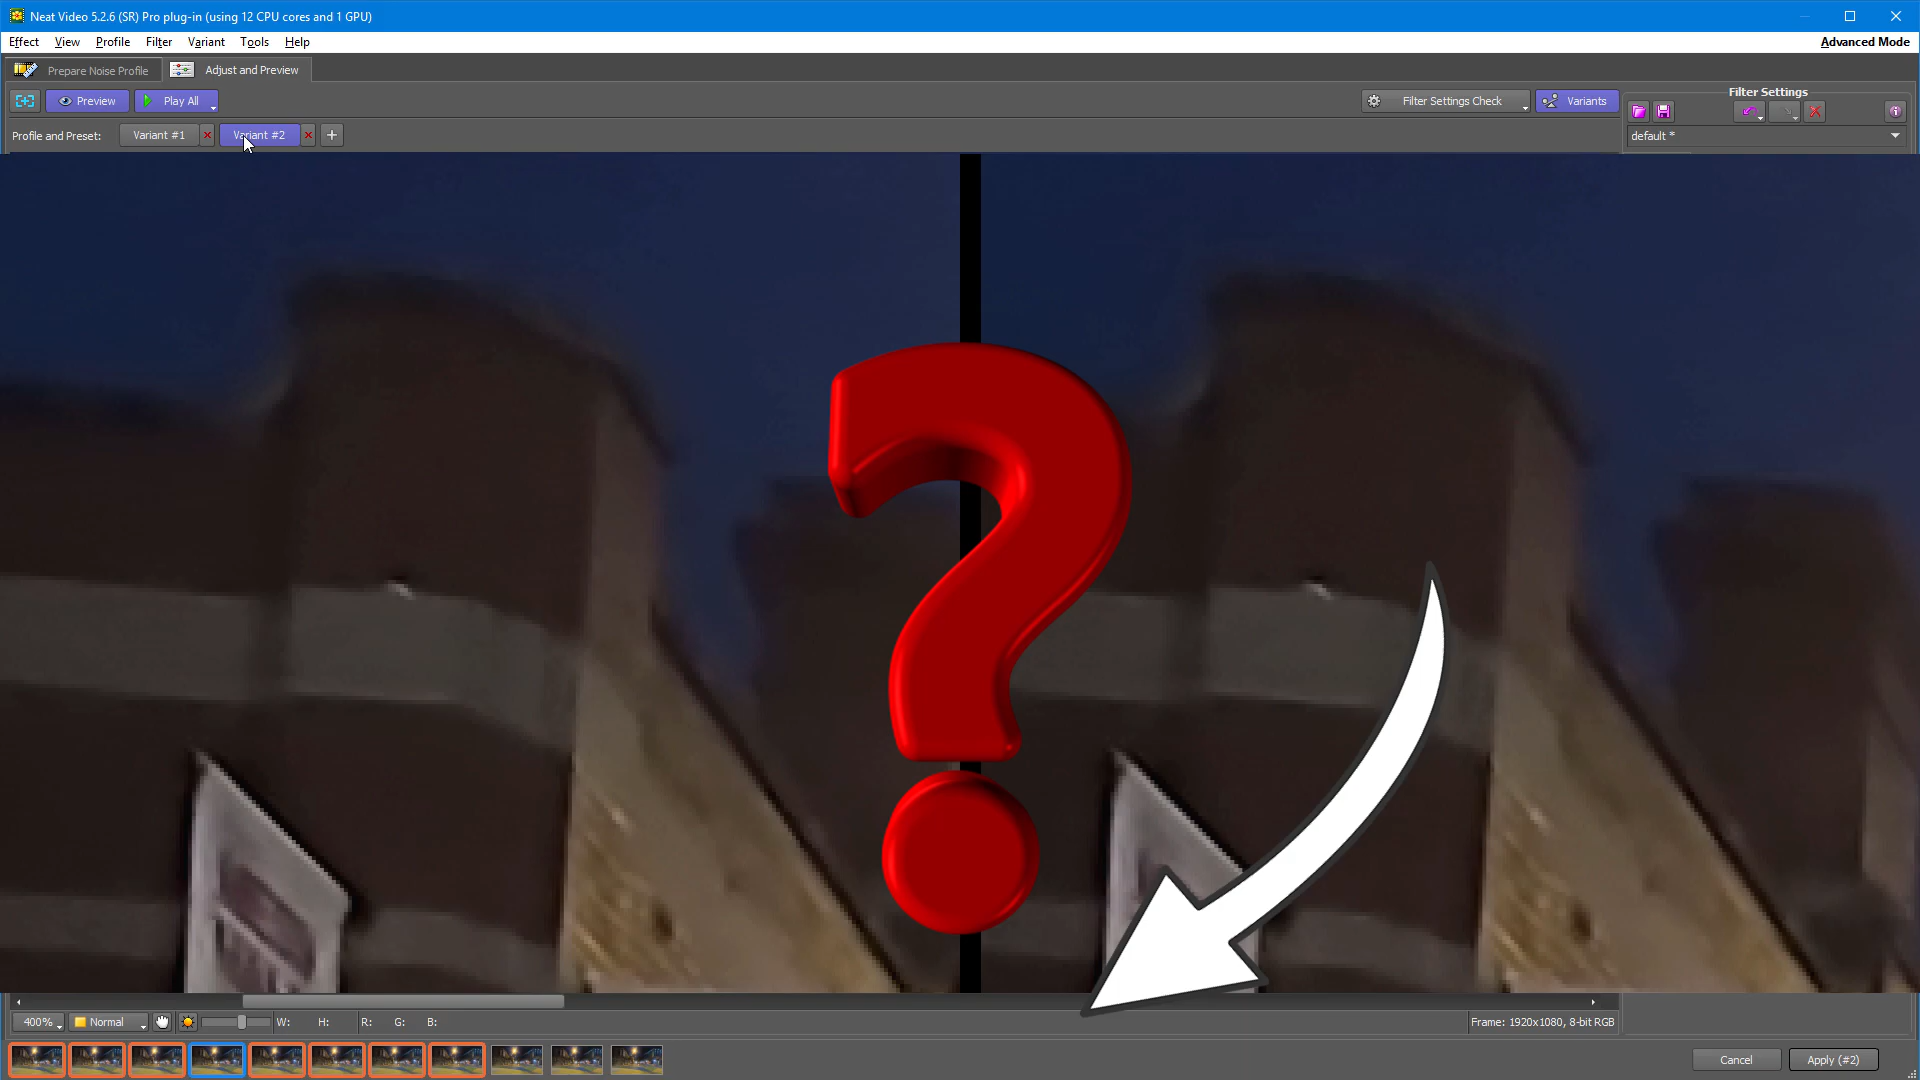 Neat Video 5.2.6 (SR) Pro plug-in (using 12 CPU cores and 1 GPU)
Effect View Profile Filter Variant Tools Help Advanced Mode
Prepare Noise Profile Adjust and Preview
Filter Settings
Preview Play All Filter Settings Check Variants
Profile and Preset: Variant #1 Variant #2 + default *
?
400% Normal W: H: R: G: B: Frame: 1920x1080, 8-bit RGB
Cancel Apply (#2)